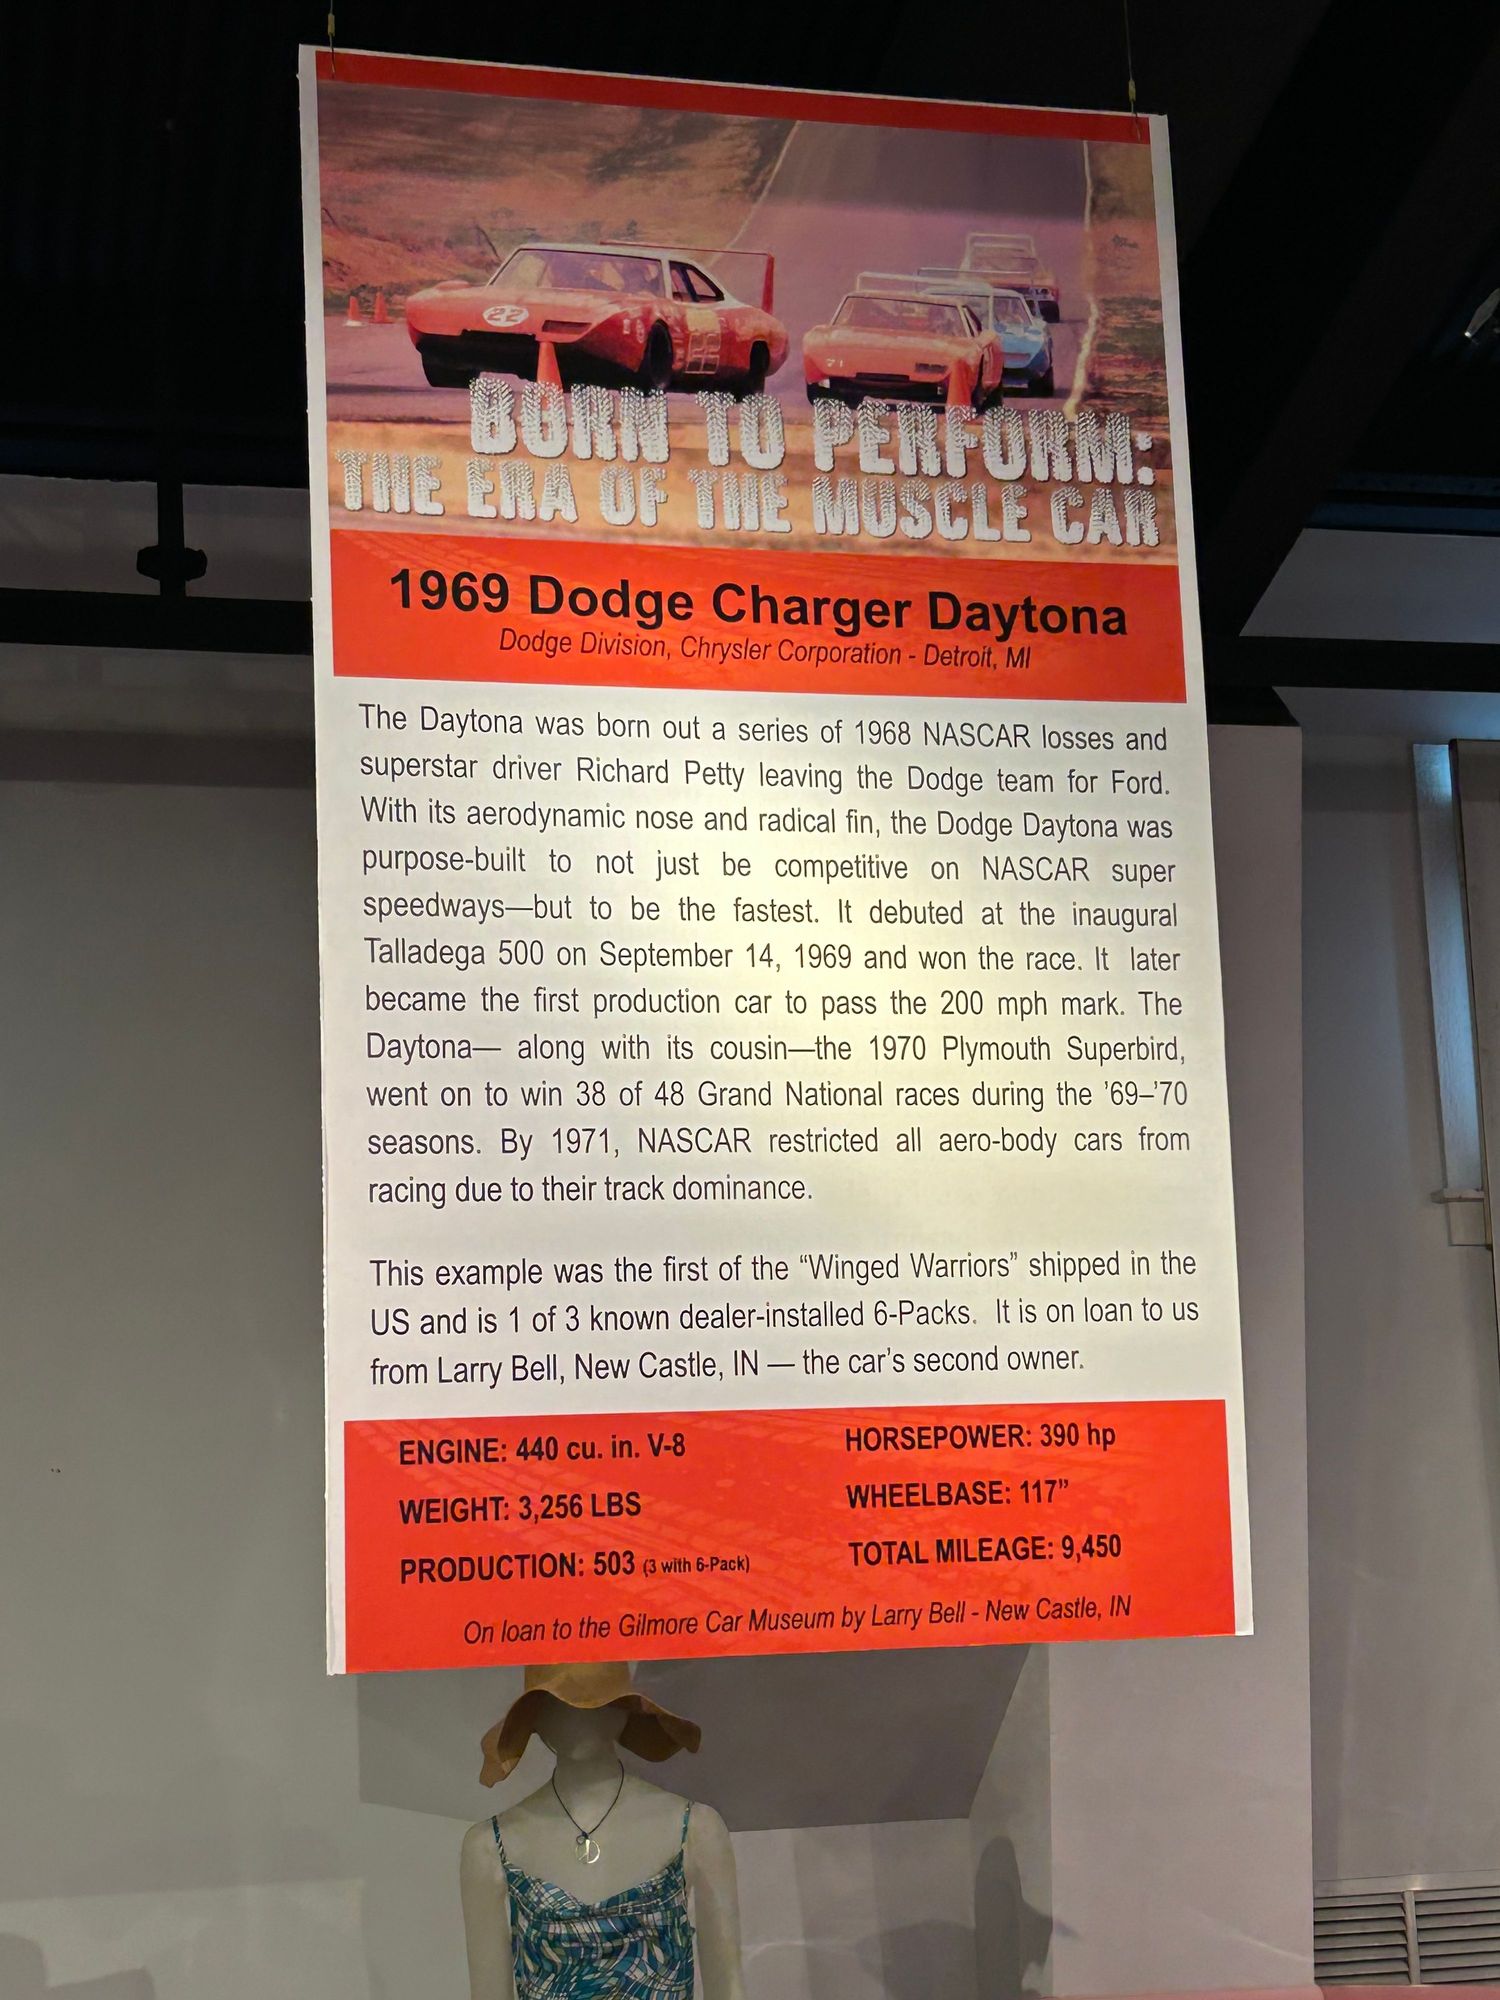 22
71
BORN TO PERFORM:
THE ERA OF THE MUSCLE CAR
1969 Dodge Charger Daytona
Dodge Division, Chrysler Corporation - Detroit, MI
The Daytona was born out a series of 1968 NASCAR losses and
superstar driver Richard Petty leaving the Dodge team for Ford.
With its aerodynamic nose and radical fin, the Dodge Daytona was
purpose-built to not just be competitive on NASCAR super
speedways—but to be the fastest. It debuted at the inaugural
Talladega 500 on September 14, 1969 and won the race. It later
became the first production car to pass the 200 mph mark. The
Daytona— along with its cousin—the 1970 Plymouth Superbird,
went on to win 38 of 48 Grand National races during the ’69–’70
seasons. By 1971, NASCAR restricted all aero-body cars from
racing due to their track dominance.
This example was the first of the “Winged Warriors” shipped in the
US and is 1 of 3 known dealer-installed 6-Packs. It is on loan to us
from Larry Bell, New Castle, IN — the car’s second owner.
ENGINE: 440 cu. in. V-8
HORSEPOWER: 390 hp
WEIGHT: 3,256 LBS
WHEELBASE: 117”
PRODUCTION: 503 (3 with 6-Pack)
TOTAL MILEAGE: 9,450
On loan to the Gilmore Car Museum by Larry Bell - New Castle, IN